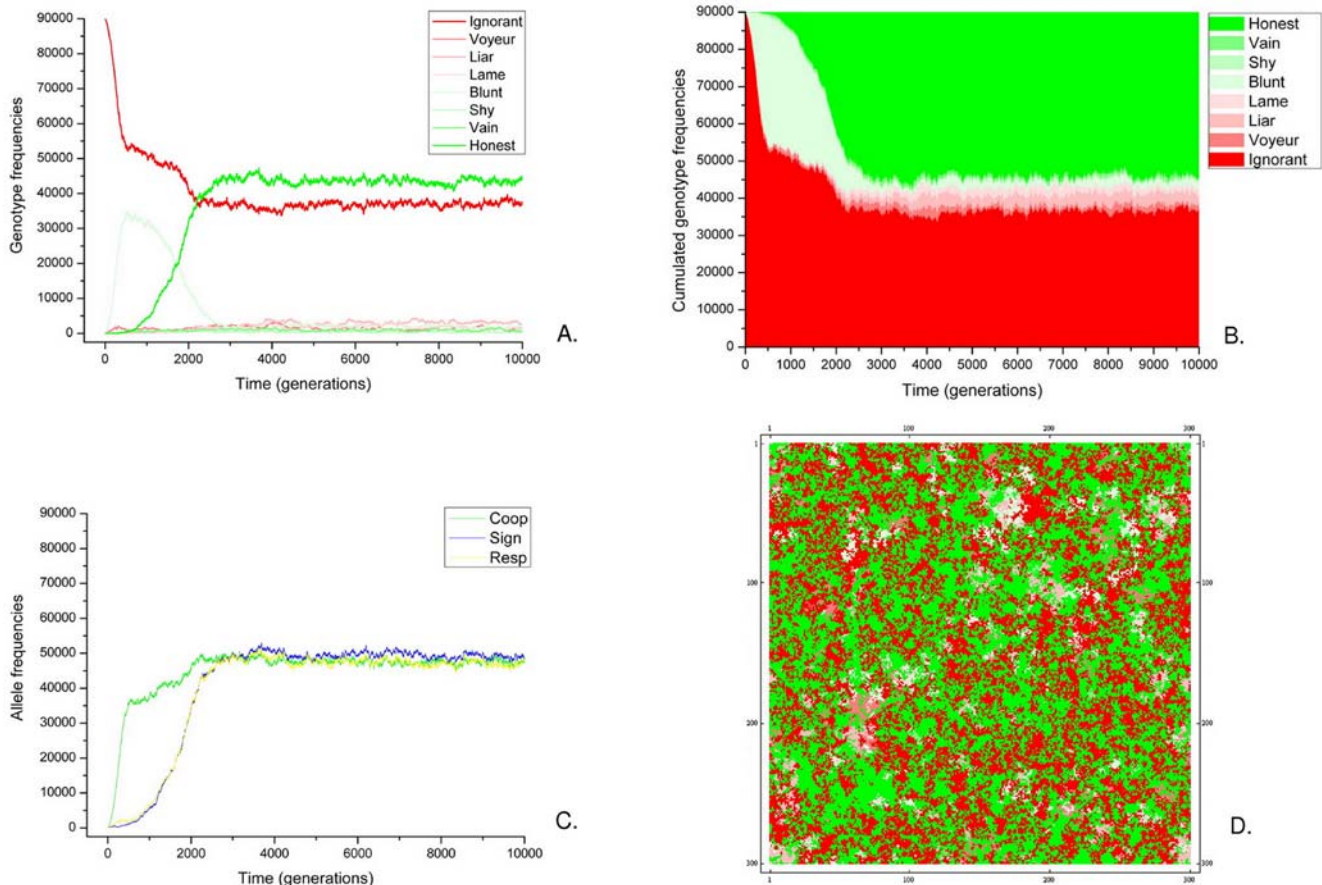 90000
80000
70000
60000
50000
40000
30000
20000
10000
0
Genotype frequencies
Ignorant
Voyeur
Liar
Lame
Blunt
Shy
Vain
Honest
0 2000 4000 6000 8000 10000
Time (generations)
A.
90000
80000
70000
60000
50000
40000
30000
20000
10000
0
Cumulated genotype frequencies
Honest
Vain
Shy
Blunt
Lame
Liar
Voyeur
Ignorant
0 1000 2000 3000 4000 5000 6000 7000 8000 9000 10000
Time (generations)
B.
90000
80000
70000
60000
50000
40000
30000
20000
10000
0
Allele frequencies
Coop
Sign
Resp
0 2000 4000 6000 8000 10000
Time (generations)
C.
1 100 200 300
1 1
100 100
200 200
300 300
1 100 200 300
D.